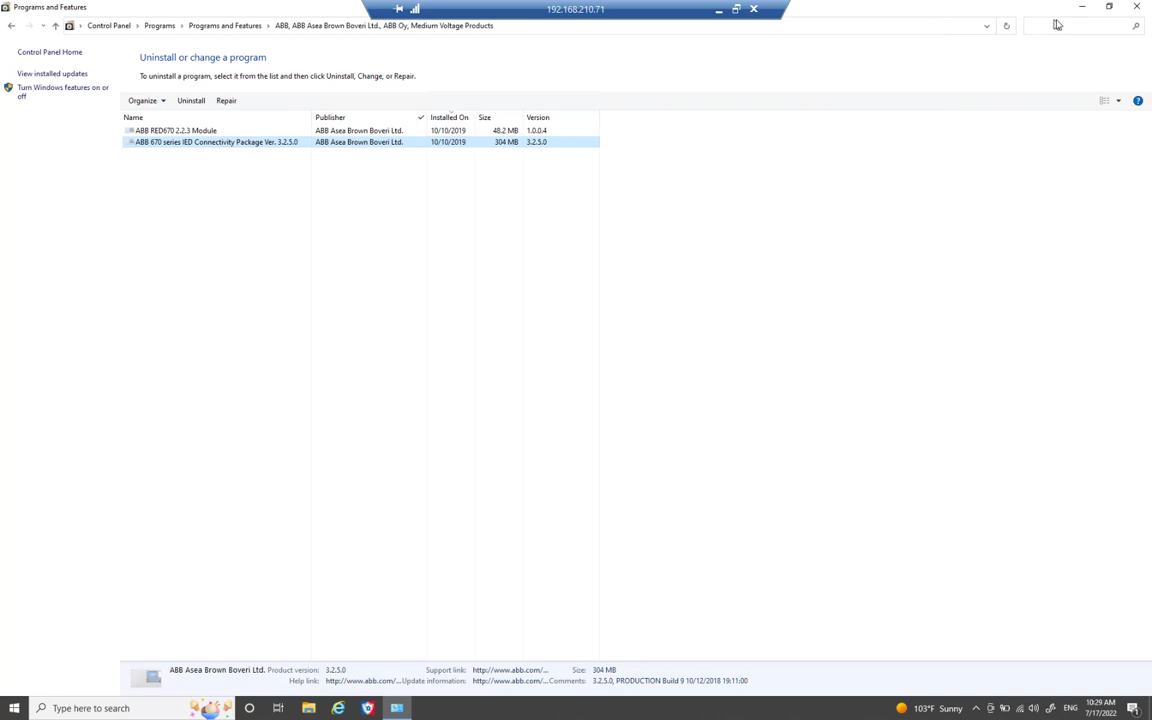 Programs and Features
192.168.210.71
Control Panel › Programs › Programs and Features › ABB, ABB Asea Brown Boveri Ltd., ABB Oy, Medium Voltage Products
Control Panel Home
View installed updates
Turn Windows features on or
off
Uninstall or change a program
To uninstall a program, select it from the list and then click Uninstall, Change, or Repair.
Organize Uninstall Repair
Name Publisher Installed On Size Version
ABB RED670 2.2.3 Module ABB Asea Brown Boveri Ltd. 10/10/2019 48.2 MB 1.0.0.4
ABB 670 series IED Connectivity Package Ver. 3.2.5.0 ABB Asea Brown Boveri Ltd. 10/10/2019 304 MB 3.2.5.0
ABB Asea Brown Boveri Ltd. Product version: 3.2.5.0 Support link: http://www.abb.com/... Size: 304 MB
Help link: http://www.abb.com/... Update information: http://www.abb.com/... Comments: 3.2.5.0, PRODUCTION Build 9 10/12/2018 19:11:00
Type here to search
103°F Sunny
ENG
10:29 AM
7/17/2022
1